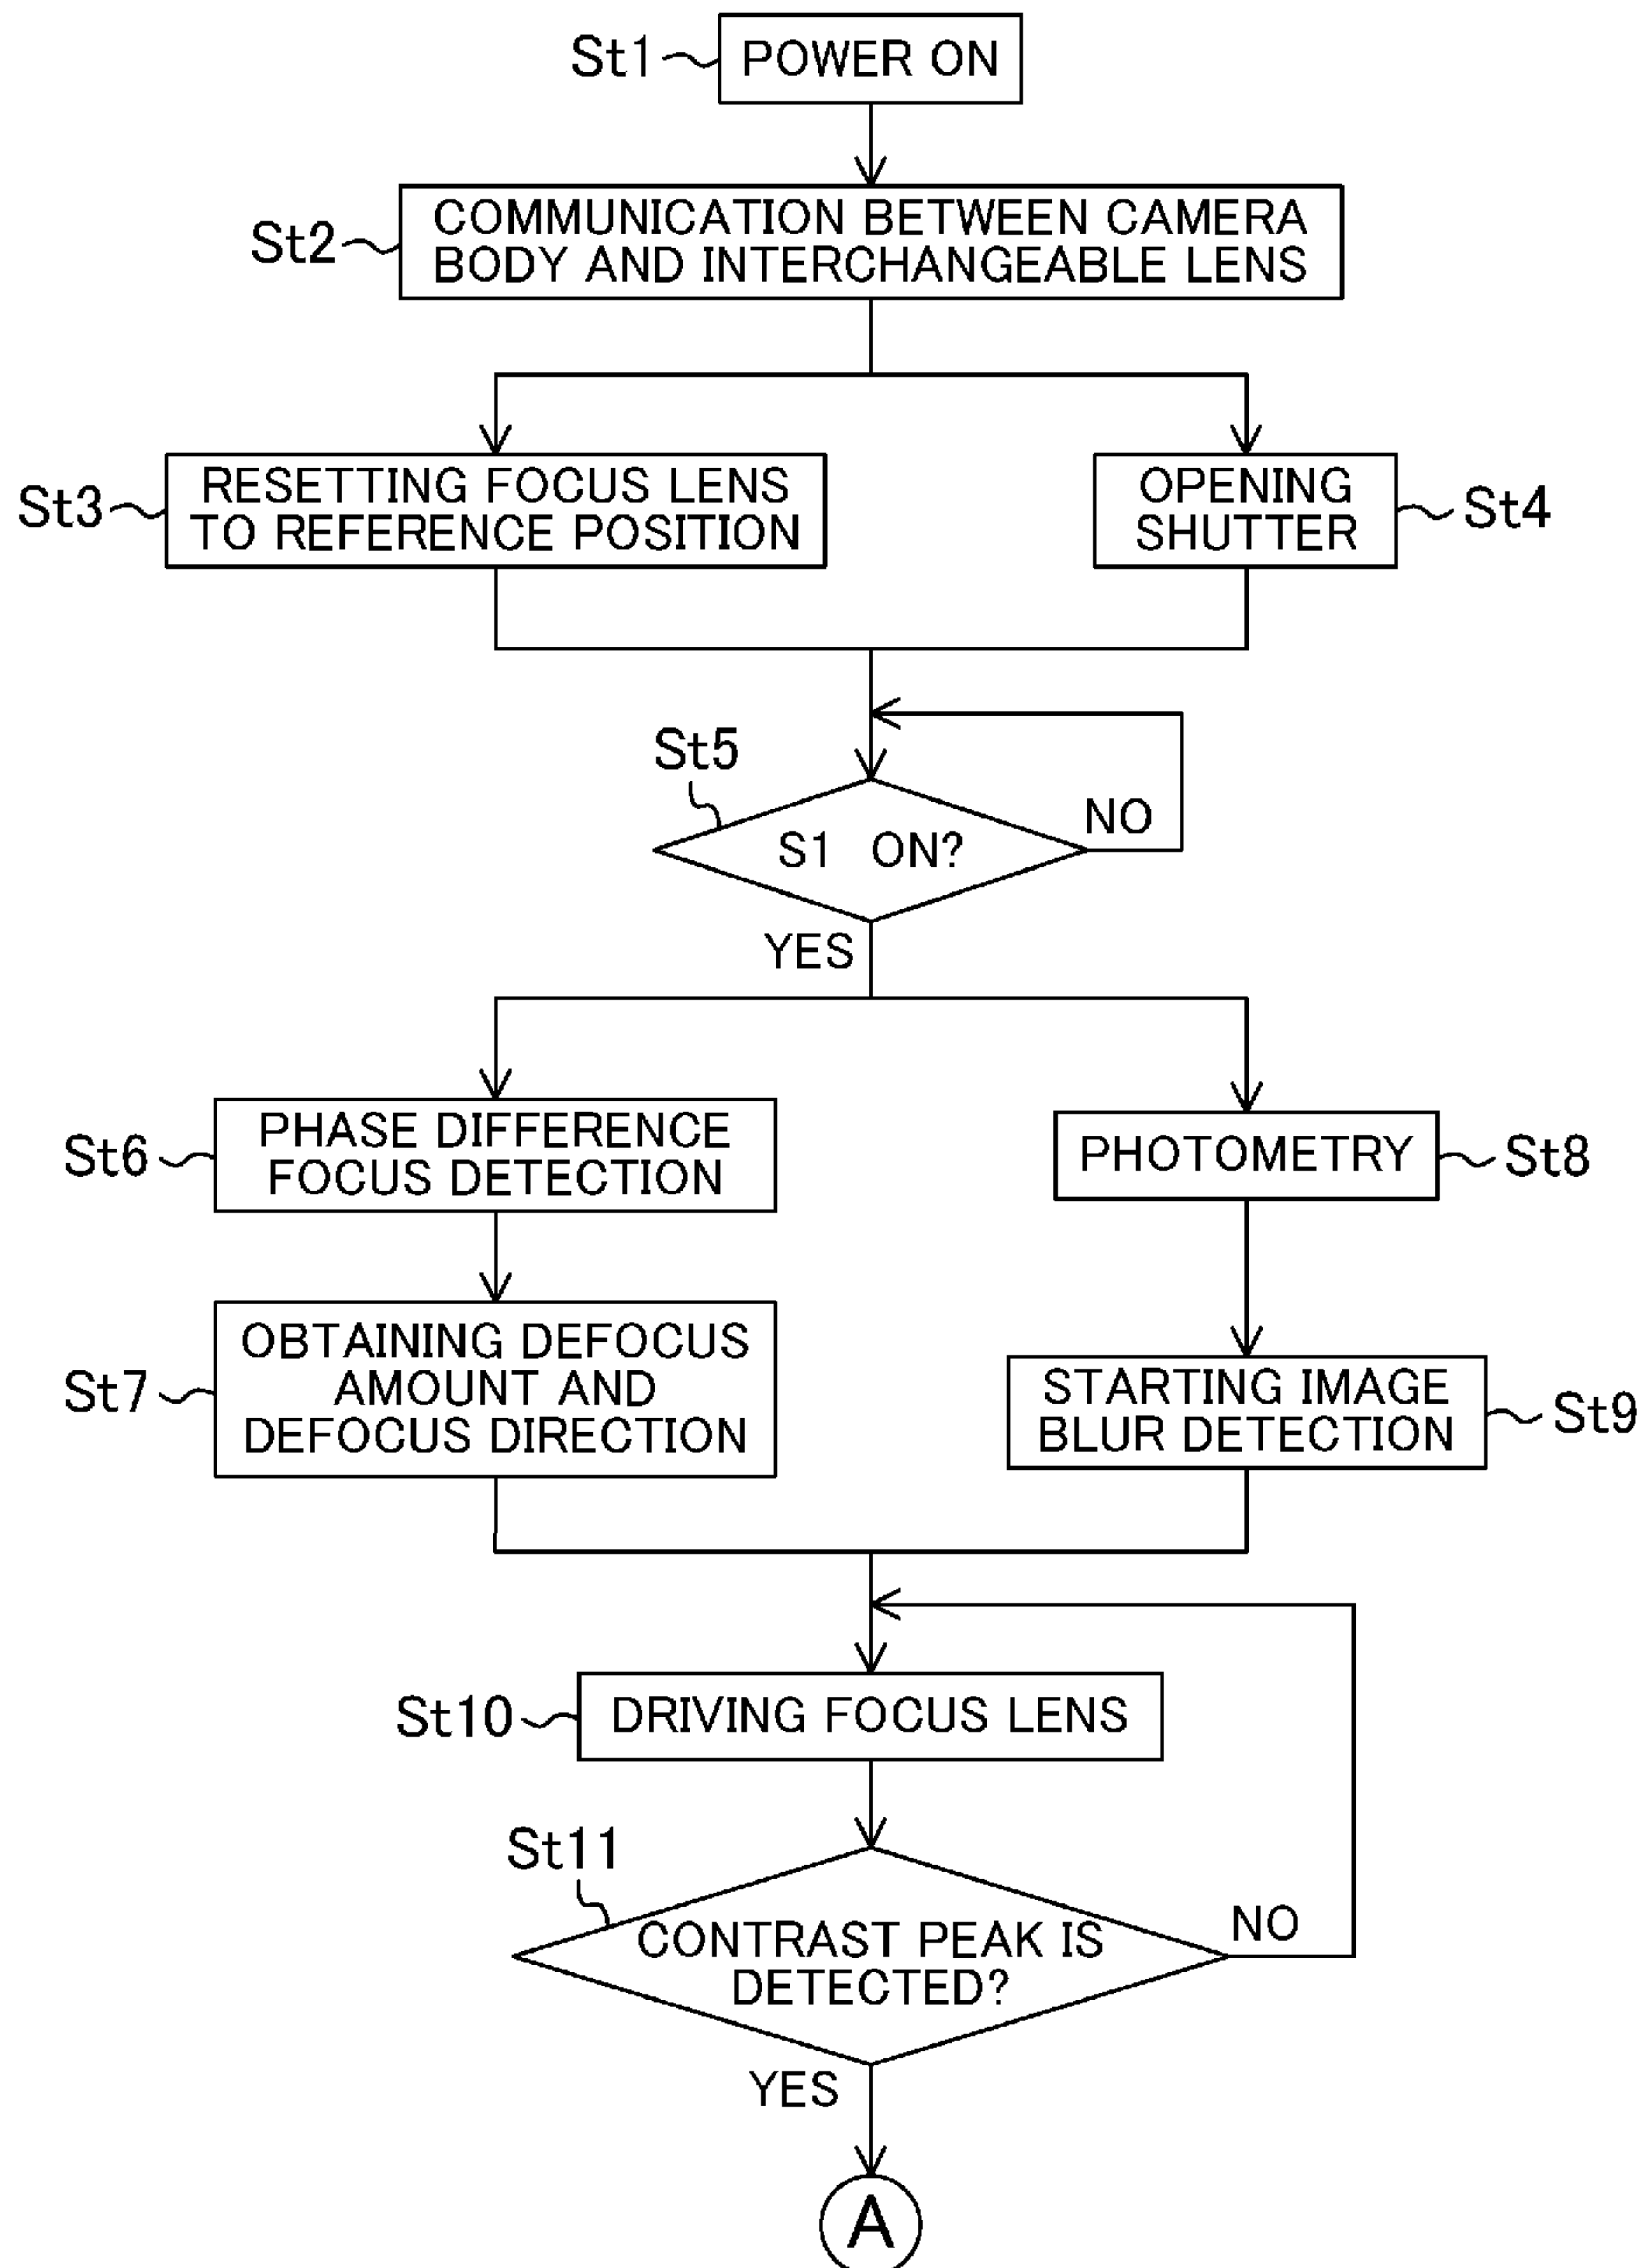 St1
POWER ON
St2
COMMUNICATION BETWEEN CAMERA
BODY AND INTERCHANGEABLE LENS
St3
RESETTING FOCUS LENS
TO REFERENCE POSITION
OPENING
SHUTTER
St4
St5
S1 ON?
NO
YES
St6
PHASE DIFFERENCE
FOCUS DETECTION
PHOTOMETRY
St8
St7
OBTAINING DEFOCUS
AMOUNT AND
DEFOCUS DIRECTION
STARTING IMAGE
BLUR DETECTION
St9
St10
DRIVING FOCUS LENS
St11
CONTRAST PEAK IS
DETECTED?
NO
YES
A